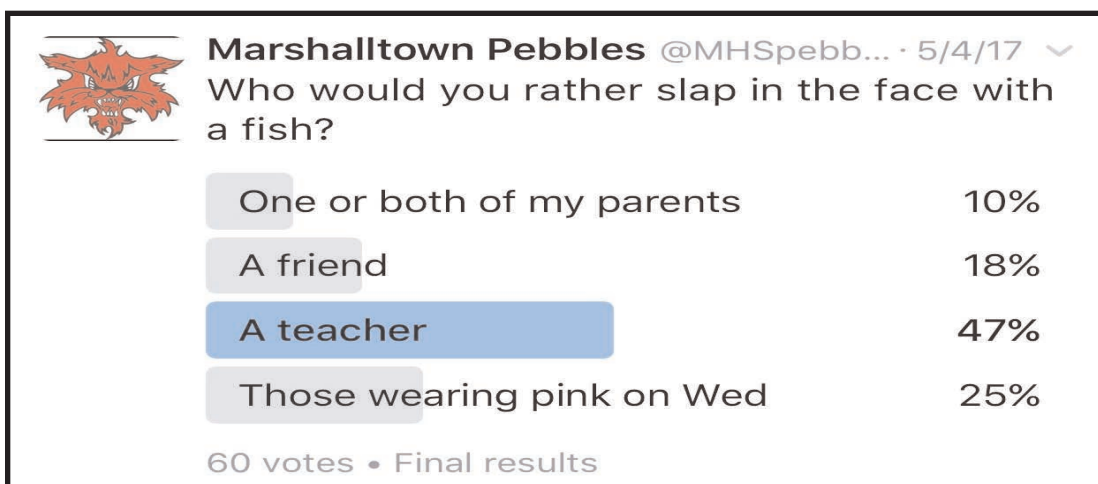 Marshalltown Pebbles @MHSpebb... · 5/4/17
Who would you rather slap in the face with
a fish?
One or both of my parents 10%
A friend 18%
A teacher 47%
Those wearing pink on Wed 25%
60 votes • Final results